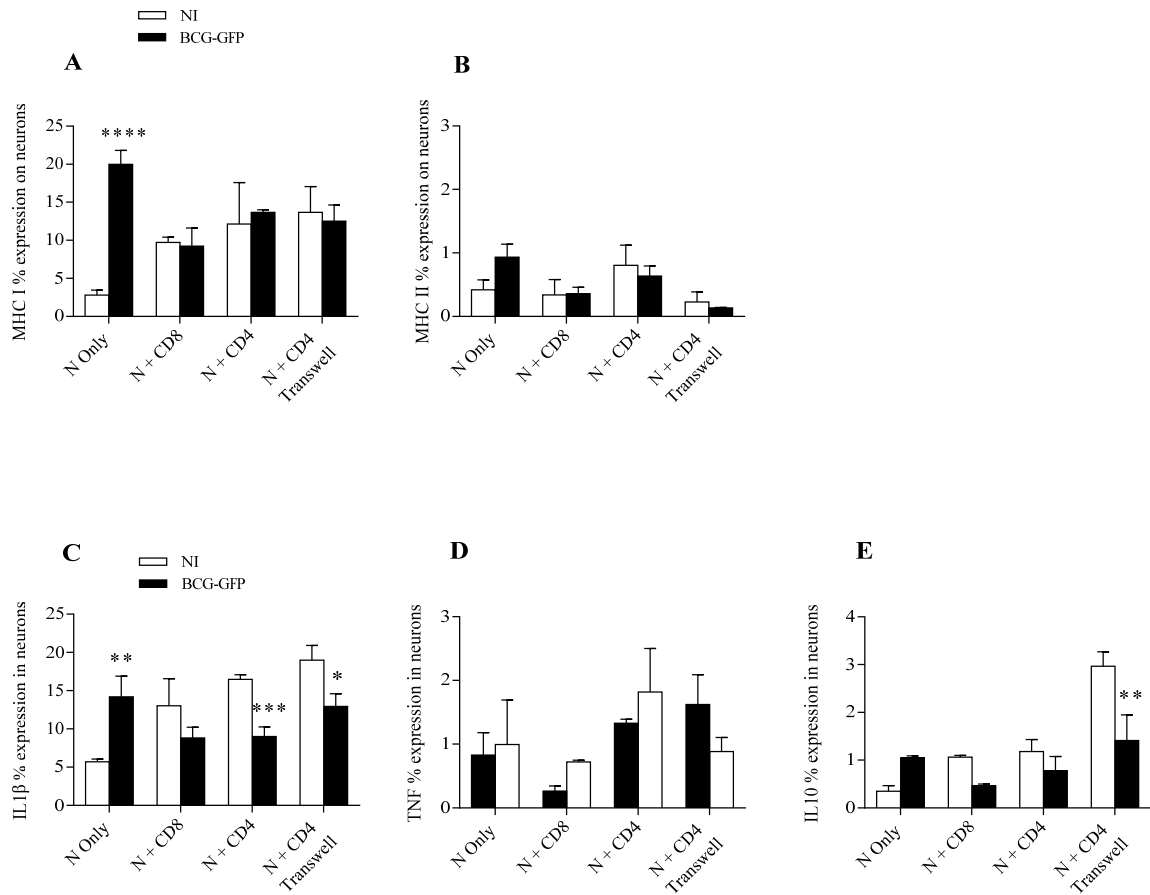 NI
BCG-GFP
A
MHC I % expression on neurons
25
20
15
10
5
0
****
N Only
N + CD8
N + CD4
N + CD4
Transwell
B
MHC II % expression on neurons
3
2
1
0
N Only
N + CD8
N + CD4
N + CD4
Transwell
C
NI
BCG-GFP
IL1β % expression in neurons
25
20
15
10
5
0
**
***
*
N Only
N + CD8
N + CD4
N + CD4
Transwell
D
TNF % expression in neurons
3
2
1
0
N Only
N + CD8
N + CD4
N + CD4
Transwell
E
IL10 % expression in neurons
4
3
2
1
0
**
N Only
N + CD8
N + CD4
N + CD4
Transwell